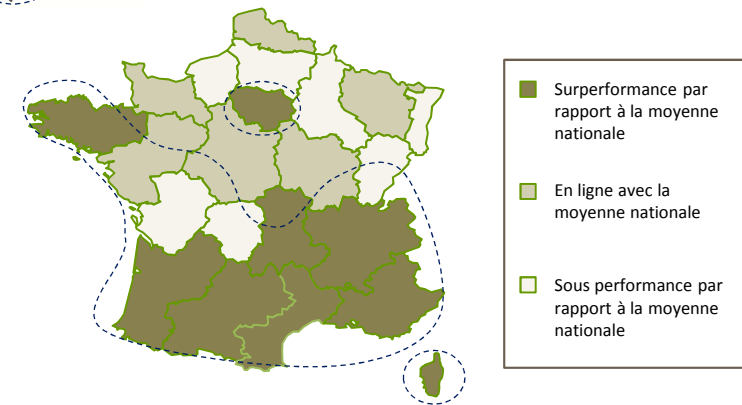 Surperformance par
rapport à la moyenne
nationale
En ligne avec la
moyenne nationale
Sous performance par
rapport à la moyenne
nationale